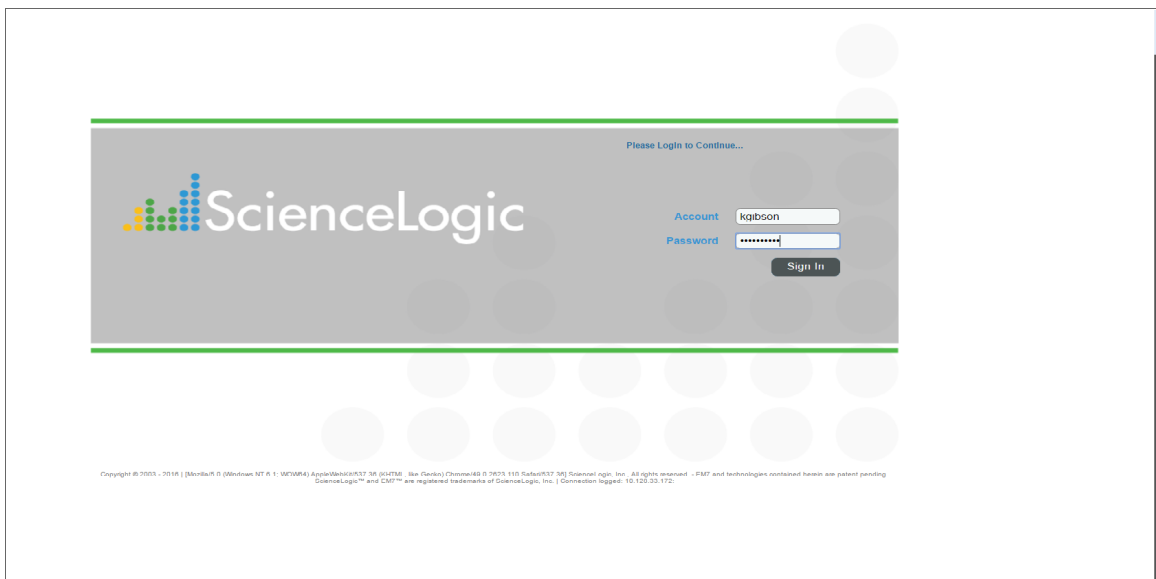 Please Login to Continue...
ScienceLogic
Account kgibson
Password ••••••••••
Sign In
Copyright © 2003 - 2016 | [Mozilla/5.0 (Windows NT 6.1; WOW64) AppleWebKit/537.36 (KHTML, like Gecko) Chrome/49.0.2623.110 Safari/537.36] ScienceLogic, Inc., All rights reserved. - EM7 and technologies contained herein are patent pending.
ScienceLogic™ and EM7™ are registered trademarks of ScienceLogic, Inc. | Connection logged: 10.120.33.172: